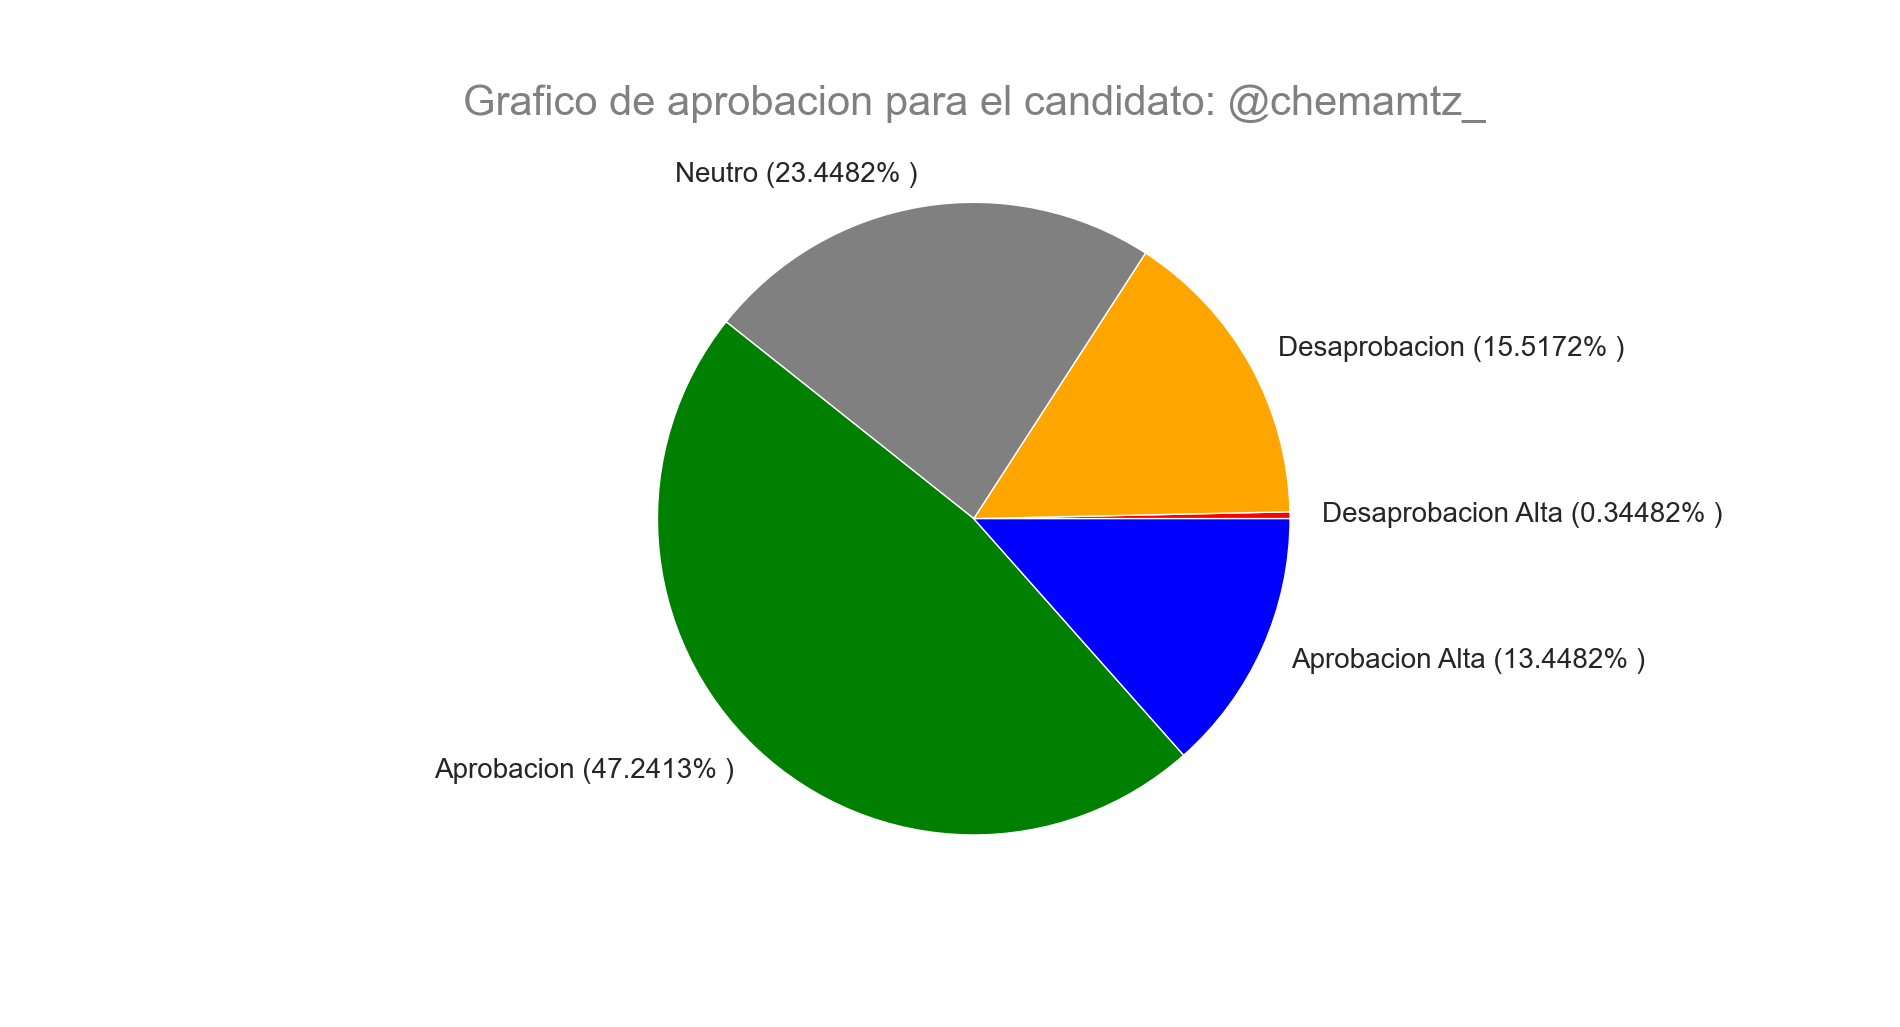 Grafico de aprobacion para el candidato: @chemamtz_
Neutro (23.4482% )
Desaprobacion (15.5172% )
Desaprobacion Alta (0.34482% )
Aprobacion Alta (13.4482% )
Aprobacion (47.2413% )